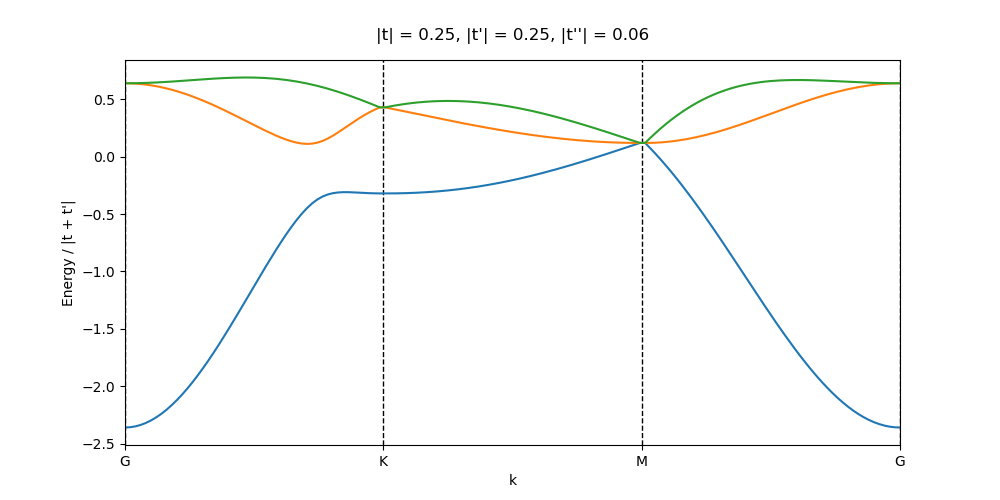 |t| = 0.25, |t'| = 0.25, |t''| = 0.06
Energy / |t + t'|
0.5
0.0
−0.5
−1.0
−1.5
−2.0
−2.5
G K M G
k